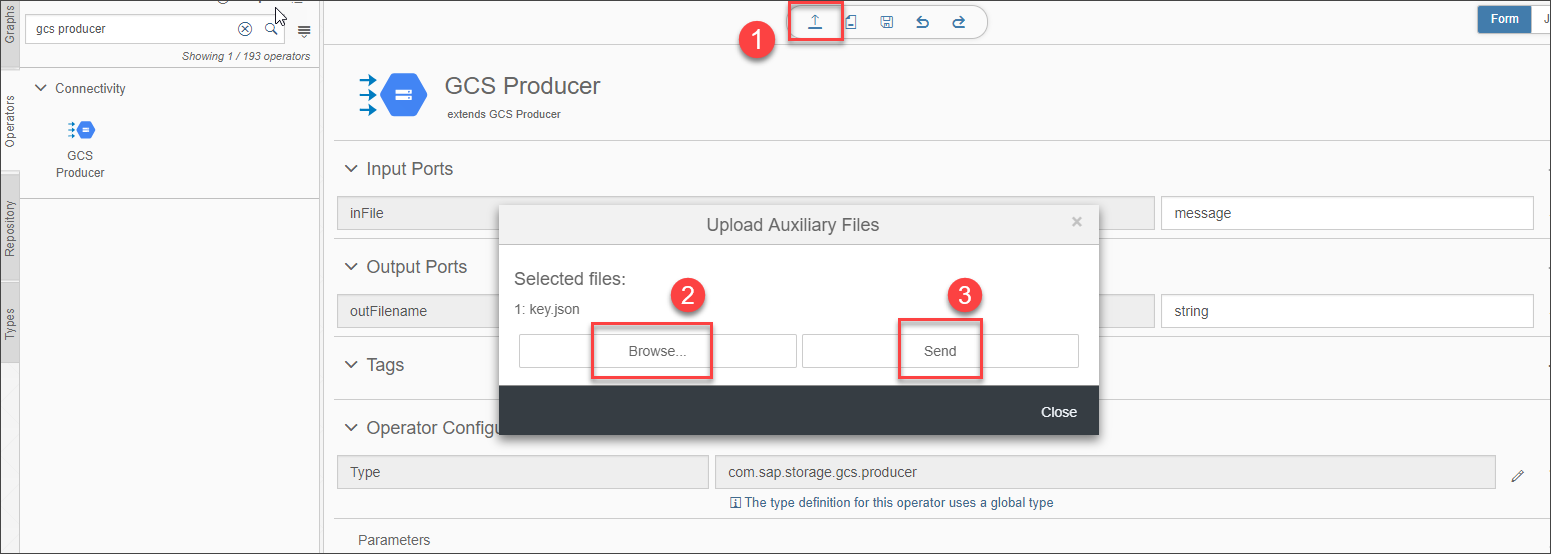 Graphs
Operators
Repository
Types
gcs producer
Showing 1 / 193 operators
Connectivity
GCS
Producer
1
Form
GCS Producer
extends GCS Producer
Input Ports
inFile
message
Output Ports
outFilename
string
Tags
Upload Auxiliary Files
×
Selected files:
1: key.json
2
3
Browse...
Send
Close
Operator Configu
Type
com.sap.storage.gcs.producer
The type definition for this operator uses a global type
Parameters